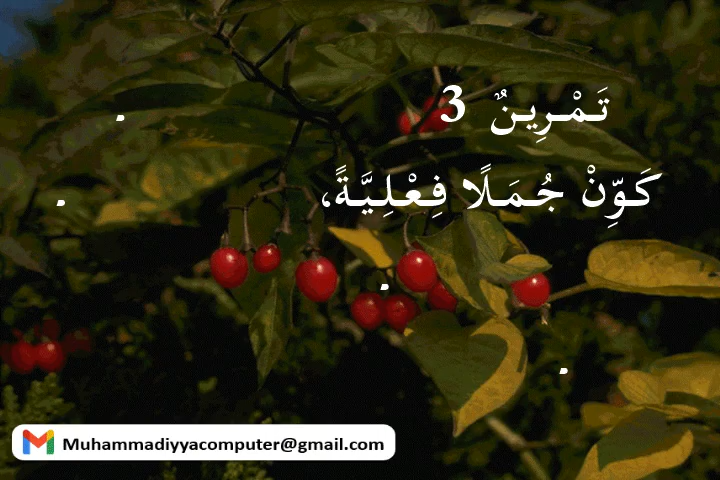 تَمْرِينٌ 3 .
كَوِّنْ جُمَلًا فِعْلِيَّةً، .
.
.
Muhammadiyyacomputer@gmail.com